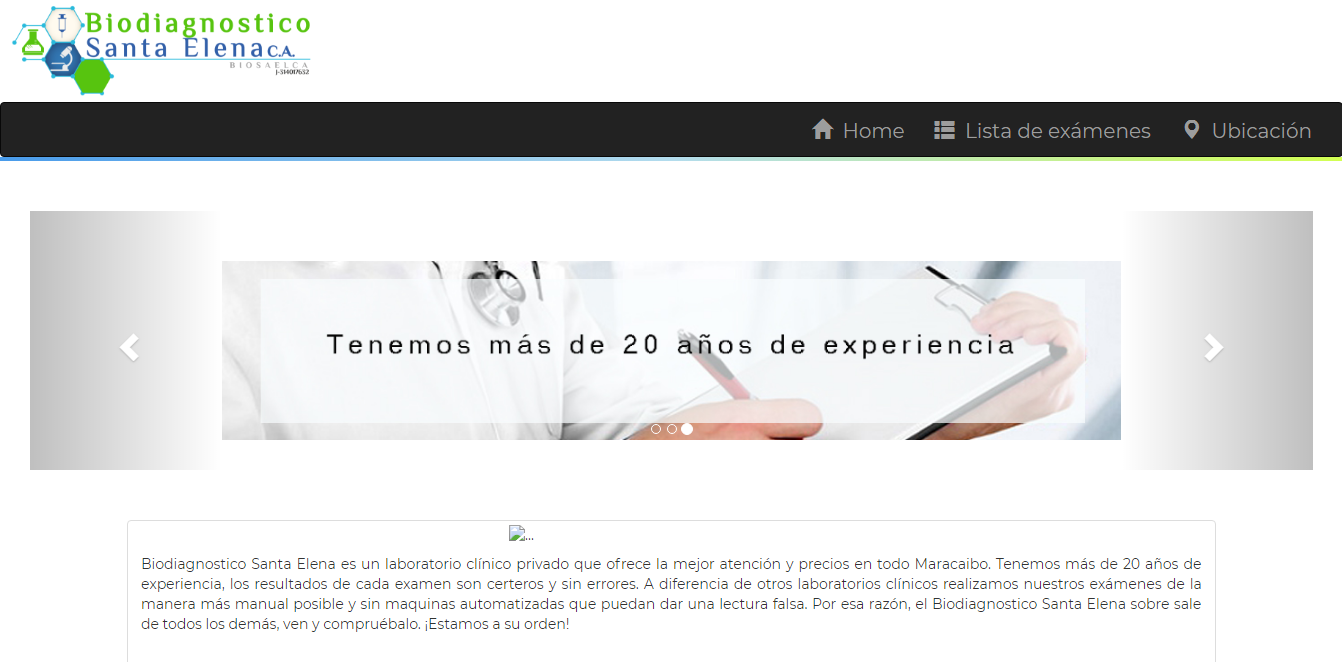 Biodiagnostico
Santa Elena C.A.
BIOSAELCA
J-314017632
Home
Lista de exámenes
Ubicación
Tenemos más de 20 años de experiencia
...
Biodiagnostico Santa Elena es un laboratorio clínico privado que ofrece la mejor atención y precios en todo Maracaibo. Tenemos más de 20 años de
experiencia, los resultados de cada examen son certeros y sin errores. A diferencia de otros laboratorios clínicos realizamos nuestros exámenes de la
manera más manual posible y sin maquinas automatizadas que puedan dar una lectura falsa. Por esa razón, el Biodiagnostico Santa Elena sobre sale
de todos los demás, ven y compruébalo. ¡Estamos a su orden!